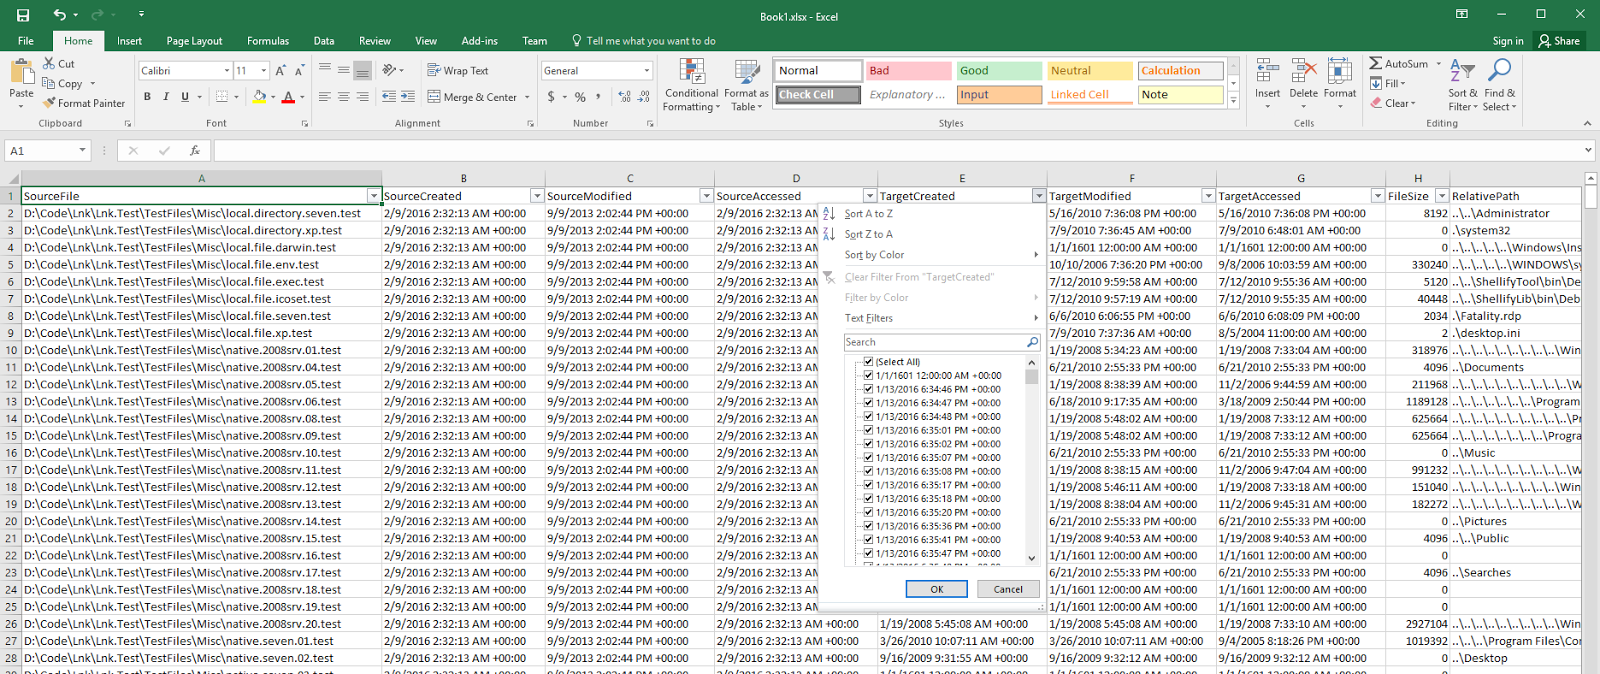 Book1.xlsx - Excel
File Home Insert Page Layout Formulas Data Review View Add-ins Team Tell me what you want to do Sign in Share
Paste Cut Copy Format Painter Clipboard
Calibri 11 B I U Font
Wrap Text Merge & Center Alignment
General $ % , Number
Conditional Formatting Format as Table
Normal Bad Good Neutral Calculation
Check Cell Explanatory ... Input Linked Cell Note
Styles
Insert Delete Format Cells
AutoSum Fill Clear Sort & Filter Find & Select Editing
A1 fx
A B C D E F G H
1 SourceFile SourceCreated SourceModified SourceAccessed TargetCreated TargetModified TargetAccessed FileSize RelativePath
2 D:\Code\Lnk\Lnk.Test\TestFiles\Misc\local.directory.seven.test 2/9/2016 2:32:13 AM +00:00 9/9/2013 2:02:44 PM +00:00 2/9/2016 2:32:13 AM 5/16/2010 7:36:08 PM +00:00 5/16/2010 7:36:08 PM +00:00 8192 ..\..\Administrator
3 D:\Code\Lnk\Lnk.Test\TestFiles\Misc\local.directory.xp.test 2/9/2016 2:32:13 AM +00:00 9/9/2013 2:02:44 PM +00:00 2/9/2016 2:32:13 AM 7/9/2010 7:36:45 AM +00:00 7/9/2010 6:48:01 AM +00:00 0 .\system32
4 D:\Code\Lnk\Lnk.Test\TestFiles\Misc\local.file.darwin.test 2/9/2016 2:32:13 AM +00:00 9/9/2013 2:02:44 PM +00:00 2/9/2016 2:32:13 AM 1/1/1601 12:00:00 AM +00:00 1/1/1601 12:00:00 AM +00:00 0 ..\..\..\..\..\Windows\Ins
5 D:\Code\Lnk\Lnk.Test\TestFiles\Misc\local.file.env.test 2/9/2016 2:32:13 AM +00:00 9/9/2013 2:02:44 PM +00:00 2/9/2016 2:32:13 AM 10/10/2006 7:36:20 PM +00:00 9/8/2006 10:03:59 AM +00:00 330240 ..\..\..\..\WINDOWS\sy
6 D:\Code\Lnk\Lnk.Test\TestFiles\Misc\local.file.exec.test 2/9/2016 2:32:13 AM +00:00 9/9/2013 2:02:44 PM +00:00 2/9/2016 2:32:13 AM 7/12/2010 9:59:58 AM +00:00 7/12/2010 9:55:36 AM +00:00 5120 ..\..\ShellifyTool\bin\De
7 D:\Code\Lnk\Lnk.Test\TestFiles\Misc\local.file.icoset.test 2/9/2016 2:32:13 AM +00:00 9/9/2013 2:02:44 PM +00:00 2/9/2016 2:32:13 AM 7/12/2010 9:57:19 AM +00:00 7/12/2010 9:55:35 AM +00:00 40448 ..\..\ShellifyLib\bin\Deb
8 D:\Code\Lnk\Lnk.Test\TestFiles\Misc\local.file.seven.test 2/9/2016 2:32:13 AM +00:00 9/9/2013 2:02:44 PM +00:00 2/9/2016 2:32:13 AM 6/6/2010 6:06:55 PM +00:00 6/6/2010 6:08:09 PM +00:00 2034 .\Fatality.rdp
9 D:\Code\Lnk\Lnk.Test\TestFiles\Misc\local.file.xp.test 2/9/2016 2:32:13 AM +00:00 9/9/2013 2:02:44 PM +00:00 2/9/2016 2:32:13 AM 7/9/2010 7:37:36 AM +00:00 8/5/2004 11:00:00 AM +00:00 2 .\desktop.ini
10 D:\Code\Lnk\Lnk.Test\TestFiles\Misc\native.2008srv.01.test 2/9/2016 2:32:13 AM +00:00 9/9/2013 2:02:44 PM +00:00 2/9/2016 2:32:13 AM 1/19/2008 5:34:23 AM +00:00 1/19/2008 7:33:04 AM +00:00 318976 ..\..\..\..\..\..\..\..\Win
11 D:\Code\Lnk\Lnk.Test\TestFiles\Misc\native.2008srv.04.test 2/9/2016 2:32:13 AM +00:00 9/9/2013 2:02:44 PM +00:00 2/9/2016 2:32:13 AM 6/21/2010 2:55:33 PM +00:00 6/21/2010 2:55:33 PM +00:00 4096 ..\Documents
12 D:\Code\Lnk\Lnk.Test\TestFiles\Misc\native.2008srv.05.test 2/9/2016 2:32:13 AM +00:00 9/9/2013 2:02:44 PM +00:00 2/9/2016 2:32:13 AM 1/19/2008 8:38:39 AM +00:00 11/2/2006 9:44:59 AM +00:00 211968 ..\..\..\..\..\..\..\..\..\W
13 D:\Code\Lnk\Lnk.Test\TestFiles\Misc\native.2008srv.06.test 2/9/2016 2:32:13 AM +00:00 9/9/2013 2:02:44 PM +00:00 2/9/2016 2:32:13 AM 6/18/2010 9:17:35 AM +00:00 3/18/2009 2:50:44 PM +00:00 1189128 ..\..\..\..\..\..\Program
14 D:\Code\Lnk\Lnk.Test\TestFiles\Misc\native.2008srv.08.test 2/9/2016 2:32:13 AM +00:00 9/9/2013 2:02:44 PM +00:00 2/9/2016 2:32:13 AM 1/19/2008 5:48:02 AM +00:00 1/19/2008 7:33:12 AM +00:00 625664 ..\..\..\..\..\..\..\..\..\Pr
15 D:\Code\Lnk\Lnk.Test\TestFiles\Misc\native.2008srv.09.test 2/9/2016 2:32:13 AM +00:00 9/9/2013 2:02:44 PM +00:00 2/9/2016 2:32:13 AM 1/19/2008 5:48:02 AM +00:00 1/19/2008 7:33:12 AM +00:00 625664 ..\..\..\..\..\..\..\Progra
16 D:\Code\Lnk\Lnk.Test\TestFiles\Misc\native.2008srv.10.test 2/9/2016 2:32:13 AM +00:00 9/9/2013 2:02:44 PM +00:00 2/9/2016 2:32:13 AM 6/21/2010 2:55:33 PM +00:00 6/21/2010 2:55:33 PM +00:00 0 ..\Music
17 D:\Code\Lnk\Lnk.Test\TestFiles\Misc\native.2008srv.11.test 2/9/2016 2:32:13 AM +00:00 9/9/2013 2:02:44 PM +00:00 2/9/2016 2:32:13 AM 1/19/2008 8:38:15 AM +00:00 11/2/2006 9:47:04 AM +00:00 991232 ..\..\..\..\..\..\..\..\..\W
18 D:\Code\Lnk\Lnk.Test\TestFiles\Misc\native.2008srv.12.test 2/9/2016 2:32:13 AM +00:00 9/9/2013 2:02:44 PM +00:00 2/9/2016 2:32:13 AM 1/19/2008 5:46:11 AM +00:00 1/19/2008 7:33:18 AM +00:00 151040 ..\..\..\..\..\..\..\..\Win
19 D:\Code\Lnk\Lnk.Test\TestFiles\Misc\native.2008srv.13.test 2/9/2016 2:32:13 AM +00:00 9/9/2013 2:02:44 PM +00:00 2/9/2016 2:32:13 AM 1/19/2008 8:38:04 AM +00:00 11/2/2006 9:45:31 AM +00:00 182272 ..\..\..\..\..\..\..\..\..\W
20 D:\Code\Lnk\Lnk.Test\TestFiles\Misc\native.2008srv.14.test 2/9/2016 2:32:13 AM +00:00 9/9/2013 2:02:44 PM +00:00 2/9/2016 2:32:13 AM 6/21/2010 2:55:33 PM +00:00 6/21/2010 2:55:33 PM +00:00 0 ..\Pictures
21 D:\Code\Lnk\Lnk.Test\TestFiles\Misc\native.2008srv.15.test 2/9/2016 2:32:13 AM +00:00 9/9/2013 2:02:44 PM +00:00 2/9/2016 2:32:13 AM 1/19/2008 9:40:53 AM +00:00 1/19/2008 9:40:53 AM +00:00 4096 ..\..\Public
22 D:\Code\Lnk\Lnk.Test\TestFiles\Misc\native.2008srv.16.test 2/9/2016 2:32:13 AM +00:00 9/9/2013 2:02:44 PM +00:00 2/9/2016 2:32:13 AM 1/1/1601 12:00:00 AM +00:00 1/1/1601 12:00:00 AM +00:00 0
23 D:\Code\Lnk\Lnk.Test\TestFiles\Misc\native.2008srv.17.test 2/9/2016 2:32:13 AM +00:00 9/9/2013 2:02:44 PM +00:00 2/9/2016 2:32:13 AM 6/21/2010 2:55:33 PM +00:00 6/21/2010 2:55:33 PM +00:00 4096 ..\Searches
24 D:\Code\Lnk\Lnk.Test\TestFiles\Misc\native.2008srv.18.test 2/9/2016 2:32:13 AM +00:00 9/9/2013 2:02:44 PM +00:00 2/9/2016 2:32:13 AM 1/1/1601 12:00:00 AM +00:00 1/1/1601 12:00:00 AM +00:00 0
25 D:\Code\Lnk\Lnk.Test\TestFiles\Misc\native.2008srv.19.test 2/9/2016 2:32:13 AM +00:00 9/9/2013 2:02:44 PM +00:00 2/9/2016 2:32:13 AM 1/1/1601 12:00:00 AM +00:00 1/1/1601 12:00:00 AM +00:00 0
26 D:\Code\Lnk\Lnk.Test\TestFiles\Misc\native.2008srv.20.test 2/9/2016 2:32:13 AM +00:00 9/9/2013 2:02:44 PM +00:00 2/9/2016 2:32:13 AM +00:00 1/19/2008 5:45:08 AM +00:00 1/19/2008 5:45:08 AM +00:00 1/19/2008 7:33:10 AM +00:00 2927104 ..\..\..\..\..\..\..\..\Win
27 D:\Code\Lnk\Lnk.Test\TestFiles\Misc\native.seven.01.test 2/9/2016 2:32:13 AM +00:00 9/9/2013 2:02:44 PM +00:00 2/9/2016 2:32:13 AM +00:00 3/26/2010 10:07:11 AM +00:00 3/26/2010 10:07:11 AM +00:00 9/4/2005 8:18:26 PM +00:00 1019392 ..\..\..\Program Files\Cor
28 D:\Code\Lnk\Lnk.Test\TestFiles\Misc\native.seven.02.test 2/9/2016 2:32:13 AM +00:00 9/9/2013 2:02:44 PM +00:00 2/9/2016 2:32:13 AM +00:00 9/16/2009 9:31:55 AM +00:00 9/16/2009 9:32:12 AM +00:00 9/16/2009 9:32:12 AM +00:00 0 ..\Desktop
Sort A to Z
Sort Z to A
Sort by Color
Clear Filter From "TargetCreated"
Filter by Color
Text Filters
Search
(Select All)
1/1/1601 12:00:00 AM +00:00
1/13/2016 6:34:46 PM +00:00
1/13/2016 6:34:47 PM +00:00
1/13/2016 6:34:48 PM +00:00
1/13/2016 6:35:01 PM +00:00
1/13/2016 6:35:02 PM +00:00
1/13/2016 6:35:07 PM +00:00
1/13/2016 6:35:08 PM +00:00
1/13/2016 6:35:17 PM +00:00
1/13/2016 6:35:18 PM +00:00
1/13/2016 6:35:20 PM +00:00
1/13/2016 6:35:36 PM +00:00
1/13/2016 6:35:41 PM +00:00
1/13/2016 6:35:47 PM +00:00
OK Cancel